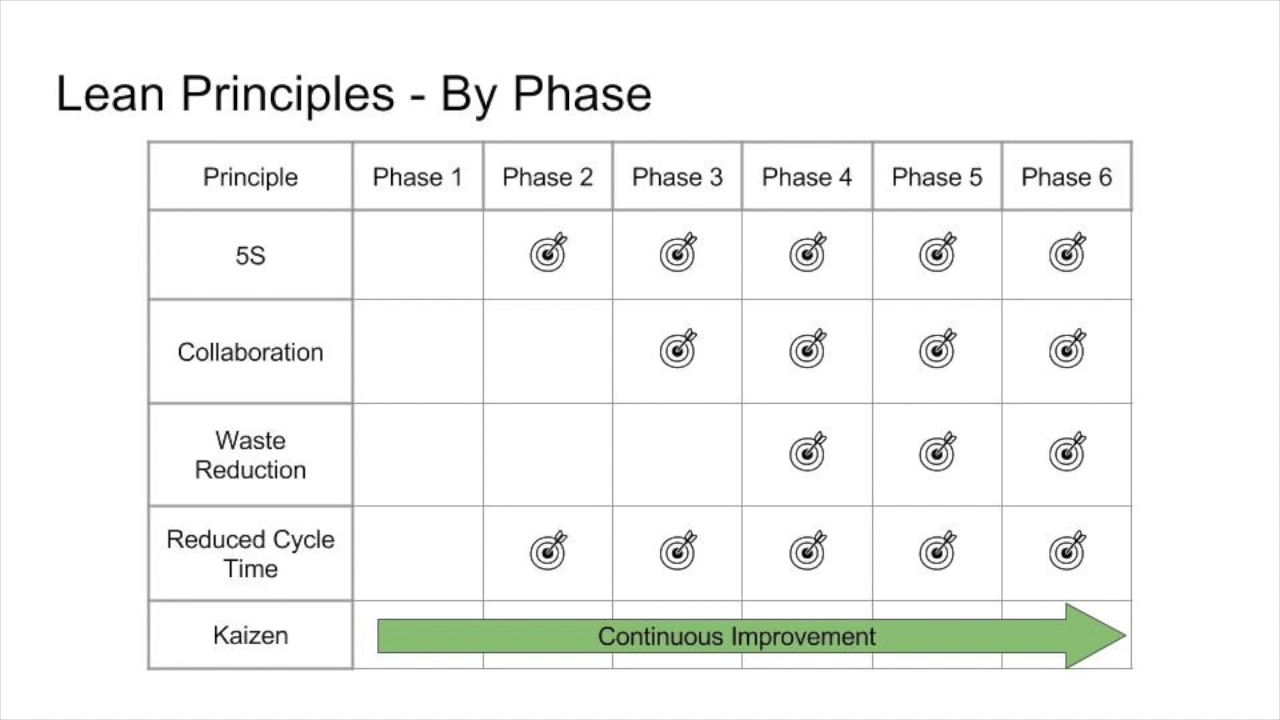 Lean Principles - By Phase
Principle Phase 1 Phase 2 Phase 3 Phase 4 Phase 5 Phase 6
5S
Collaboration
Waste
Reduction
Reduced Cycle
Time
Kaizen Continuous Improvement